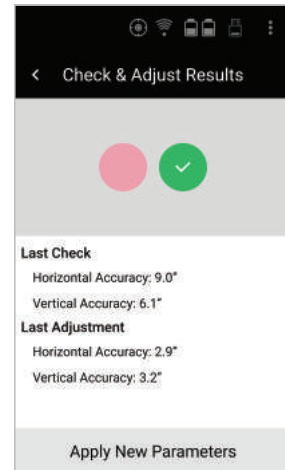 Check & Adjust Results
Last Check
Horizontal Accuracy: 9.0"
Vertical Accuracy: 6.1"
Last Adjustment
Horizontal Accuracy: 2.9"
Vertical Accuracy: 3.2"
Apply New Parameters